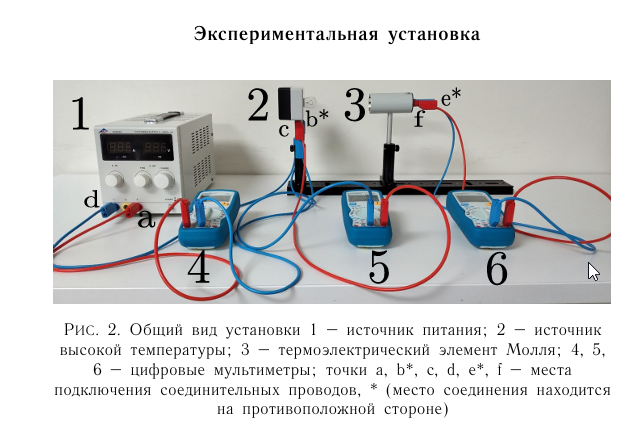 Экспериментальная установка
1
2
3
c
b*
e*
f
d
a
4
5
6
Рис. 2. Общий вид установки 1 — источник питания; 2 — источник
высокой температуры; 3 — термоэлектрический элемент Молля; 4, 5,
6 — цифровые мультиметры; точки a, b*, c, d, e*, f — места
подключения соединительных проводов, * (место соединения находится
на противоположной стороне)